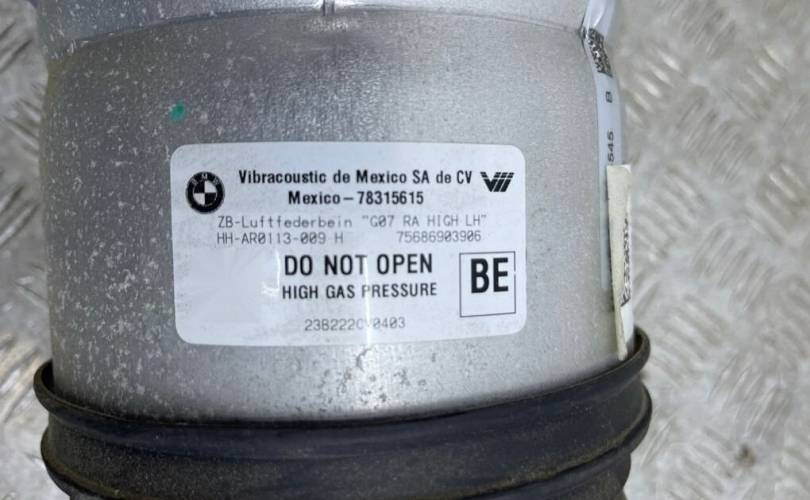 Vibracoustic de Mexico SA de CV
Mexico-78315615
ZB-Luftfederbein "G07 RA HIGH LH"
HH-AR0113-009 H 75686903906
DO NOT OPEN
HIGH GAS PRESSURE
BE
545 B